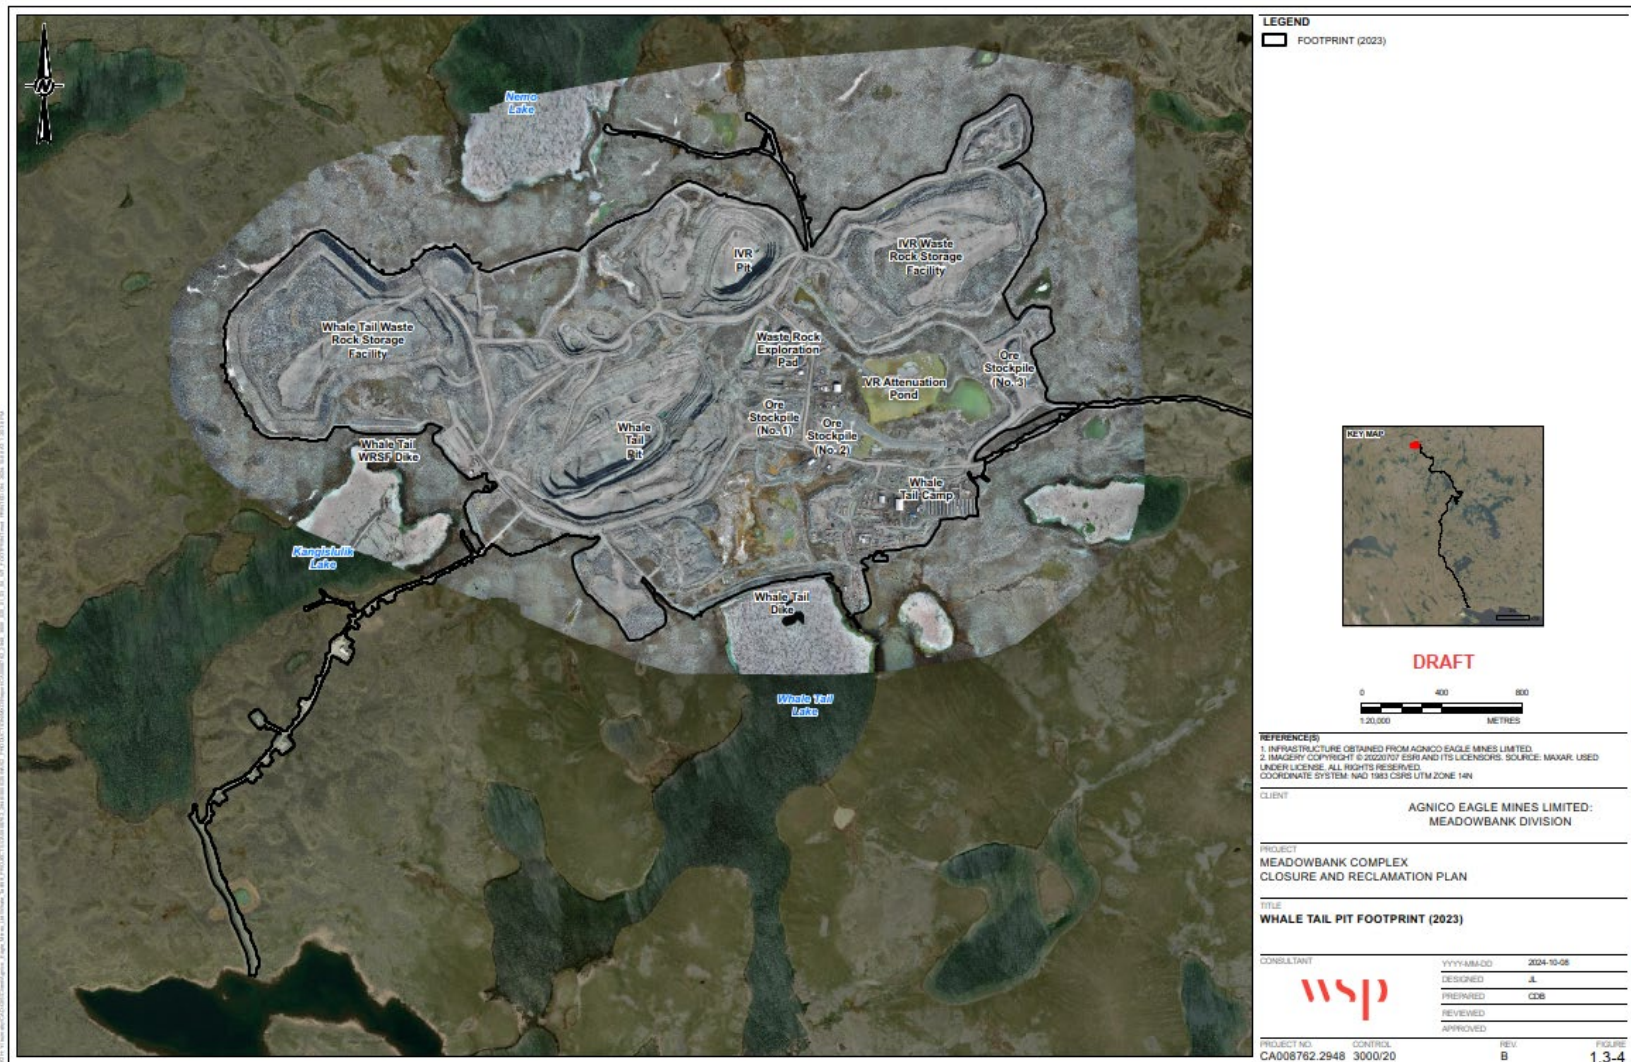 N
Nemo
Lake
IVR
Pit
IVR Waste
Rock Storage
Facility
Whale Tail Waste
Rock Storage
Facility
Waste Rock
Exploration
Pad
Ore
Stockpile
(No. 3)
IVR Attenuation
Pond
Ore
Stockpile
(No. 1)
Ore
Stockpile
(No. 2)
Whale
Tail
Pit
Whale Tail
WRSF Dike
Whale
Tail Camp
Kangislulik
Lake
Whale Tail
Dike
Whale Tail
Lake
LEGEND
FOOTPRINT (2023)
KEY MAP
DRAFT
0 400 800
1:20,000 METRES
REFERENCE(S)
1. INFRASTRUCTURE OBTAINED FROM AGNICO EAGLE MINES LIMITED.
2. IMAGERY COPYRIGHT © 20220707 ESRI AND ITS LICENSORS. SOURCE: MAXAR. USED
UNDER LICENSE, ALL RIGHTS RESERVED.
COORDINATE SYSTEM: NAD 1983 CSRS UTM ZONE 14N
CLIENT
AGNICO EAGLE MINES LIMITED:
MEADOWBANK DIVISION
PROJECT
MEADOWBANK COMPLEX
CLOSURE AND RECLAMATION PLAN
TITLE
WHALE TAIL PIT FOOTPRINT (2023)
CONSULTANT
wsp
YYYY-MM-DD 2024-10-08
DESIGNED JL
PREPARED CDB
REVIEWED
APPROVED
PROJECT NO. CONTROL REV. FIGURE
CA008762.2948 3000/20 B 1.3-4